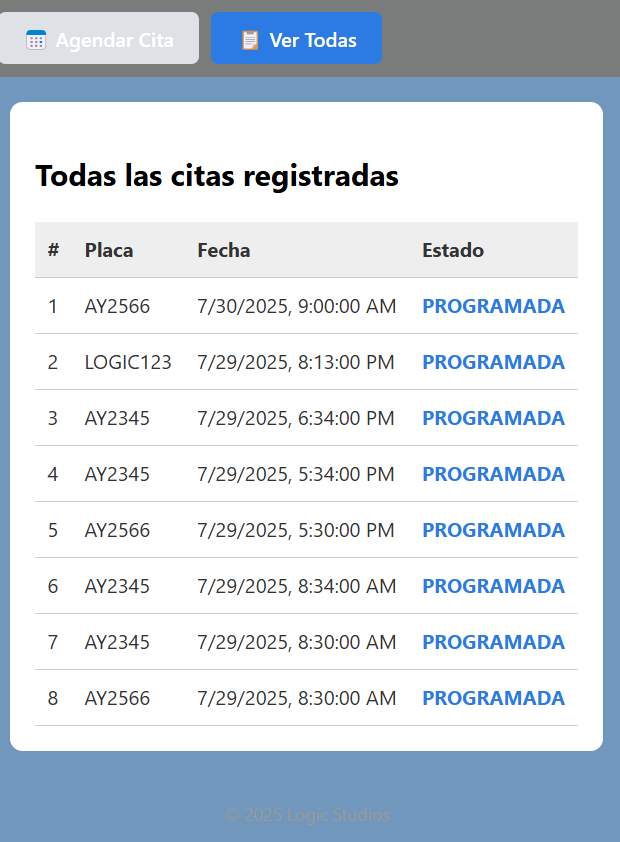 Agendar Cita Ver Todas
Todas las citas registradas
# Placa Fecha Estado
1 AY2566 7/30/2025, 9:00:00 AM PROGRAMADA
2 LOGIC123 7/29/2025, 8:13:00 PM PROGRAMADA
3 AY2345 7/29/2025, 6:34:00 PM PROGRAMADA
4 AY2345 7/29/2025, 5:34:00 PM PROGRAMADA
5 AY2566 7/29/2025, 5:30:00 PM PROGRAMADA
6 AY2345 7/29/2025, 8:34:00 AM PROGRAMADA
7 AY2345 7/29/2025, 8:30:00 AM PROGRAMADA
8 AY2566 7/29/2025, 8:30:00 AM PROGRAMADA
© 2025 Logic Studios